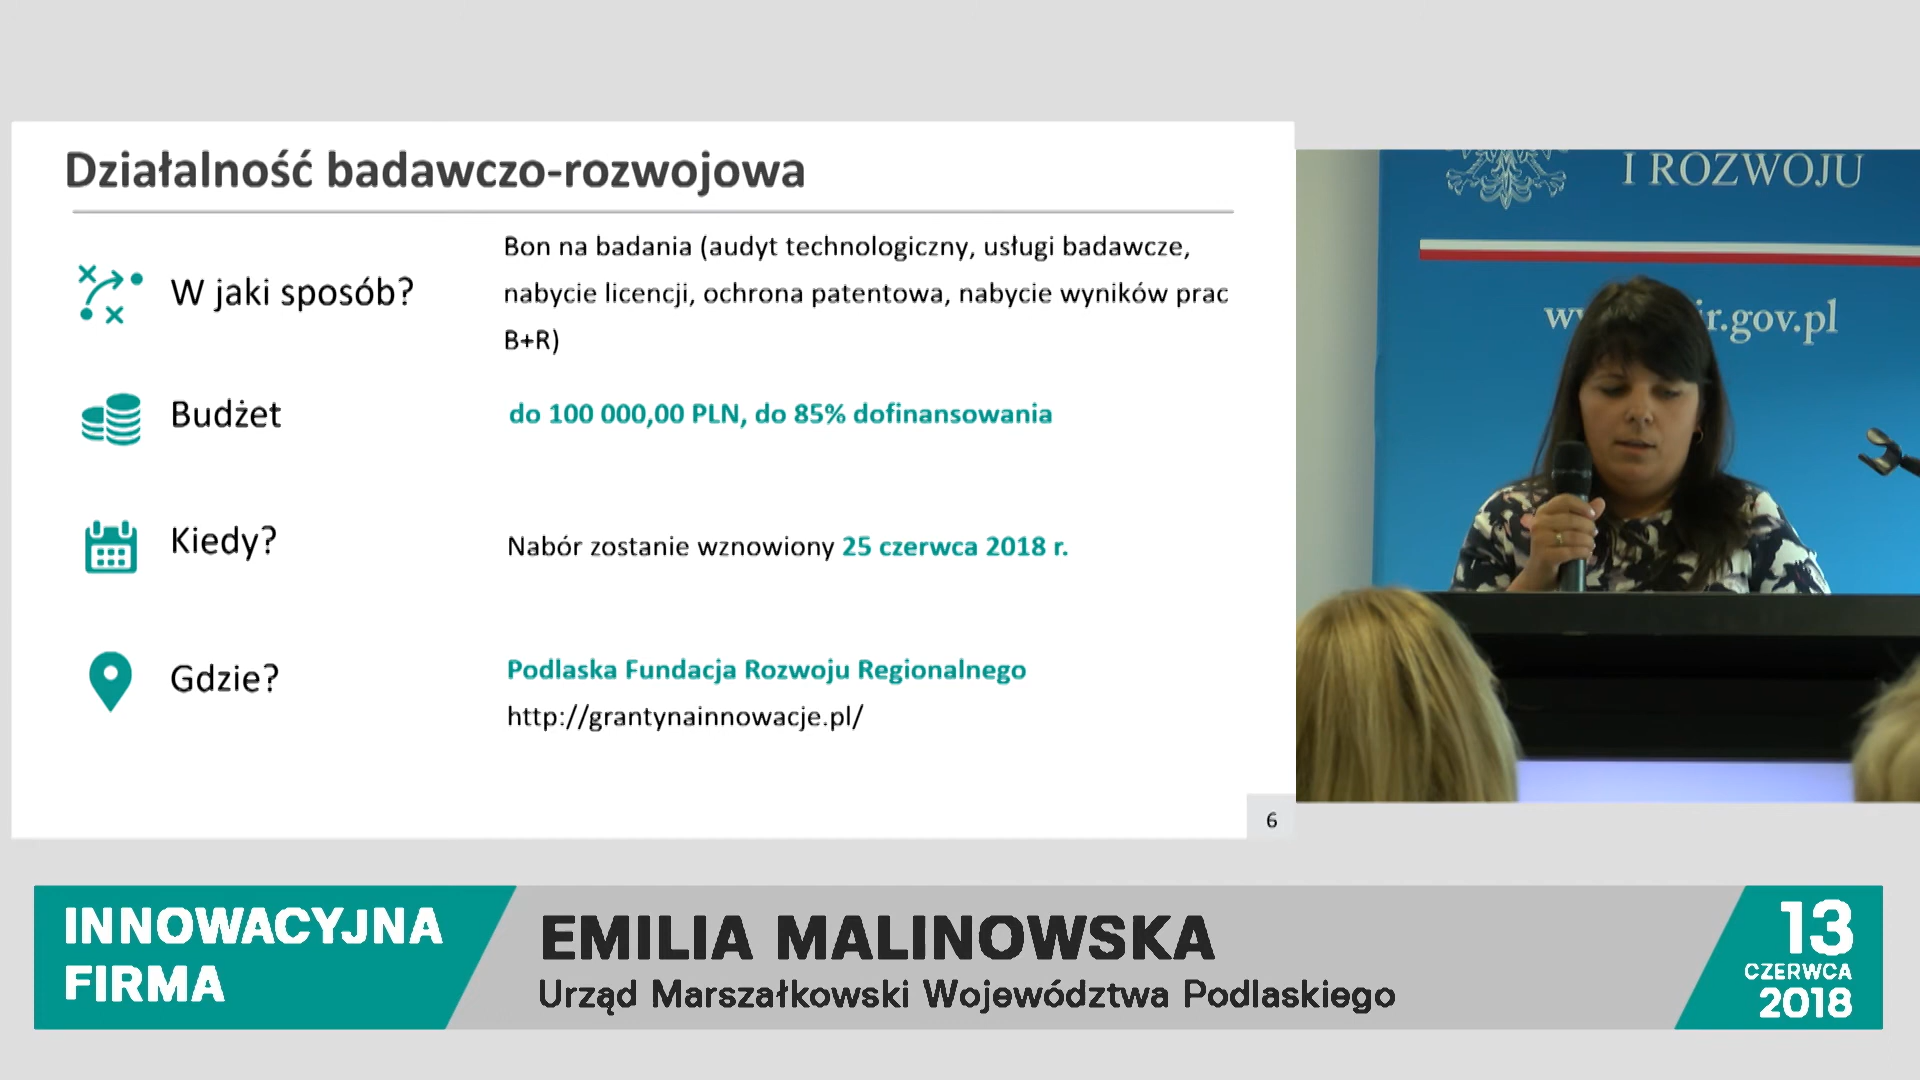 Działalność badawczo-rozwojowa
W jaki sposób?
Bon na badania (audyt technologiczny, usługi badawcze,
nabycie licencji, ochrona patentowa, nabycie wyników prac
B+R)
Budżet
do 100 000,00 PLN, do 85% dofinansowania
Kiedy?
Nabór zostanie wznowiony 25 czerwca 2018 r.
Gdzie?
Podlaska Fundacja Rozwoju Regionalnego
http://grantynainnowacje.pl/
6
I ROZWOJU
ir.gov.pl
INNOWACYJNA
FIRMA
EMILIA MALINOWSKA
Urząd Marszałkowski Województwa Podlaskiego
13
CZERWCA
2018